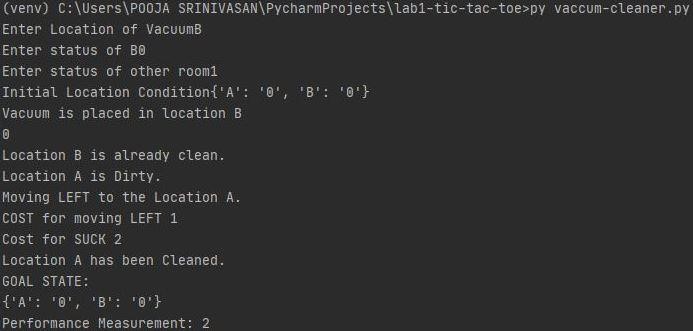 (venv) C:\Users\POOJA SRINIVASAN\PycharmProjects\lab1-tic-tac-toe>py vaccum-cleaner.py
Enter Location of VacuumB
Enter status of B0
Enter status of other room1
Initial Location Condition{'A': '0', 'B': '0'}
Vacuum is placed in location B
0
Location B is already clean.
Location A is Dirty.
Moving LEFT to the Location A.
COST for moving LEFT 1
Cost for SUCK 2
Location A has been Cleaned.
GOAL STATE:
{'A': '0', 'B': '0'}
Performance Measurement: 2